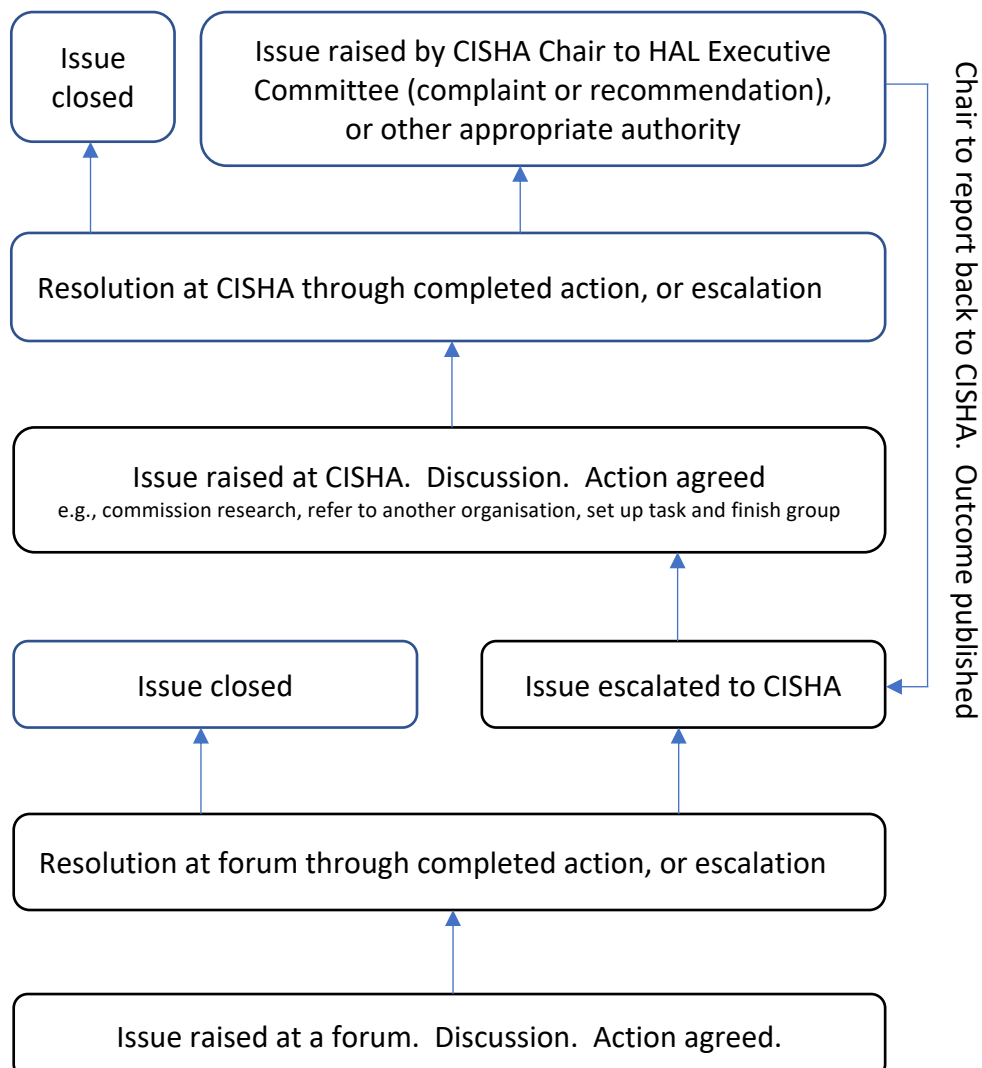 Issue
closed
Issue raised by CISHA Chair to HAL Executive
Committee (complaint or recommendation),
or other appropriate authority
Chair to report back to CISHA.  Outcome published
Resolution at CISHA through completed action, or escalation
Issue raised at CISHA.  Discussion.  Action agreed
e.g., commission research, refer to another organisation, set up task and finish group
Issue closed
Issue escalated to CISHA
Resolution at forum through completed action, or escalation
Issue raised at a forum.  Discussion.  Action agreed.